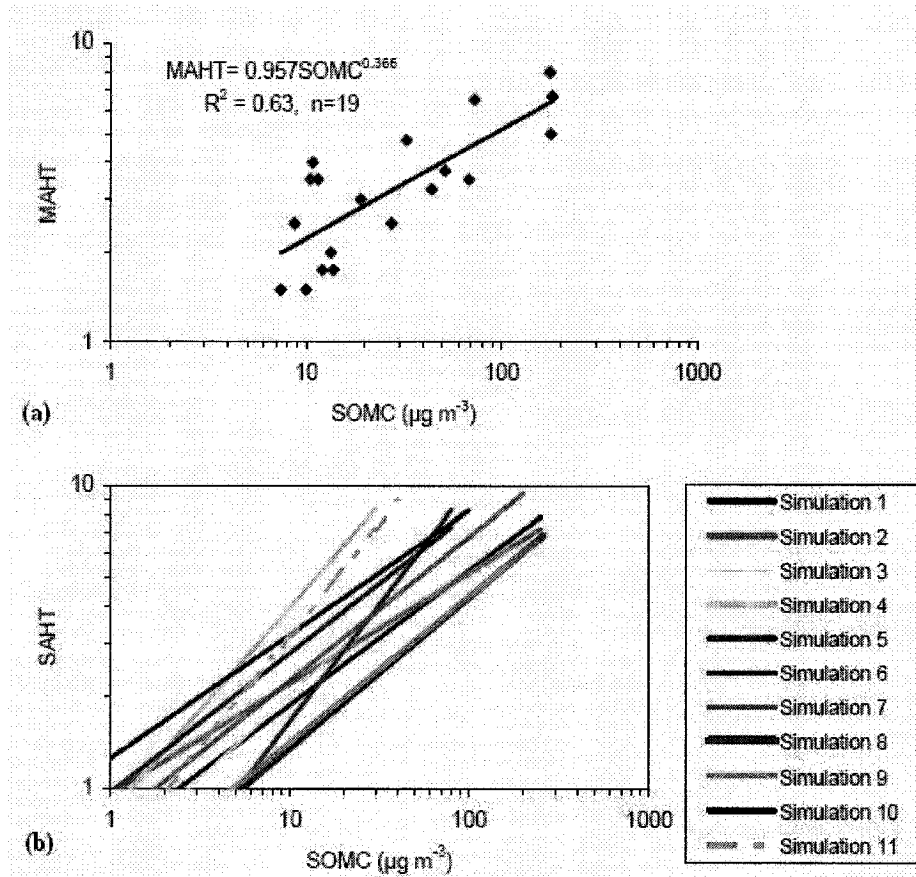 10
MAHT= 0.957SOMC^0.366
R² = 0.63, n=19
MAHT
1
1 10 100 1000
(a)
SOMC (µg m⁻³)
10
SAHT
1
1 10 100 1000
(b)
SOMC (µg m⁻³)
Simulation 1
Simulation 2
Simulation 3
Simulation 4
Simulation 5
Simulation 6
Simulation 7
Simulation 8
Simulation 9
Simulation 10
Simulation 11